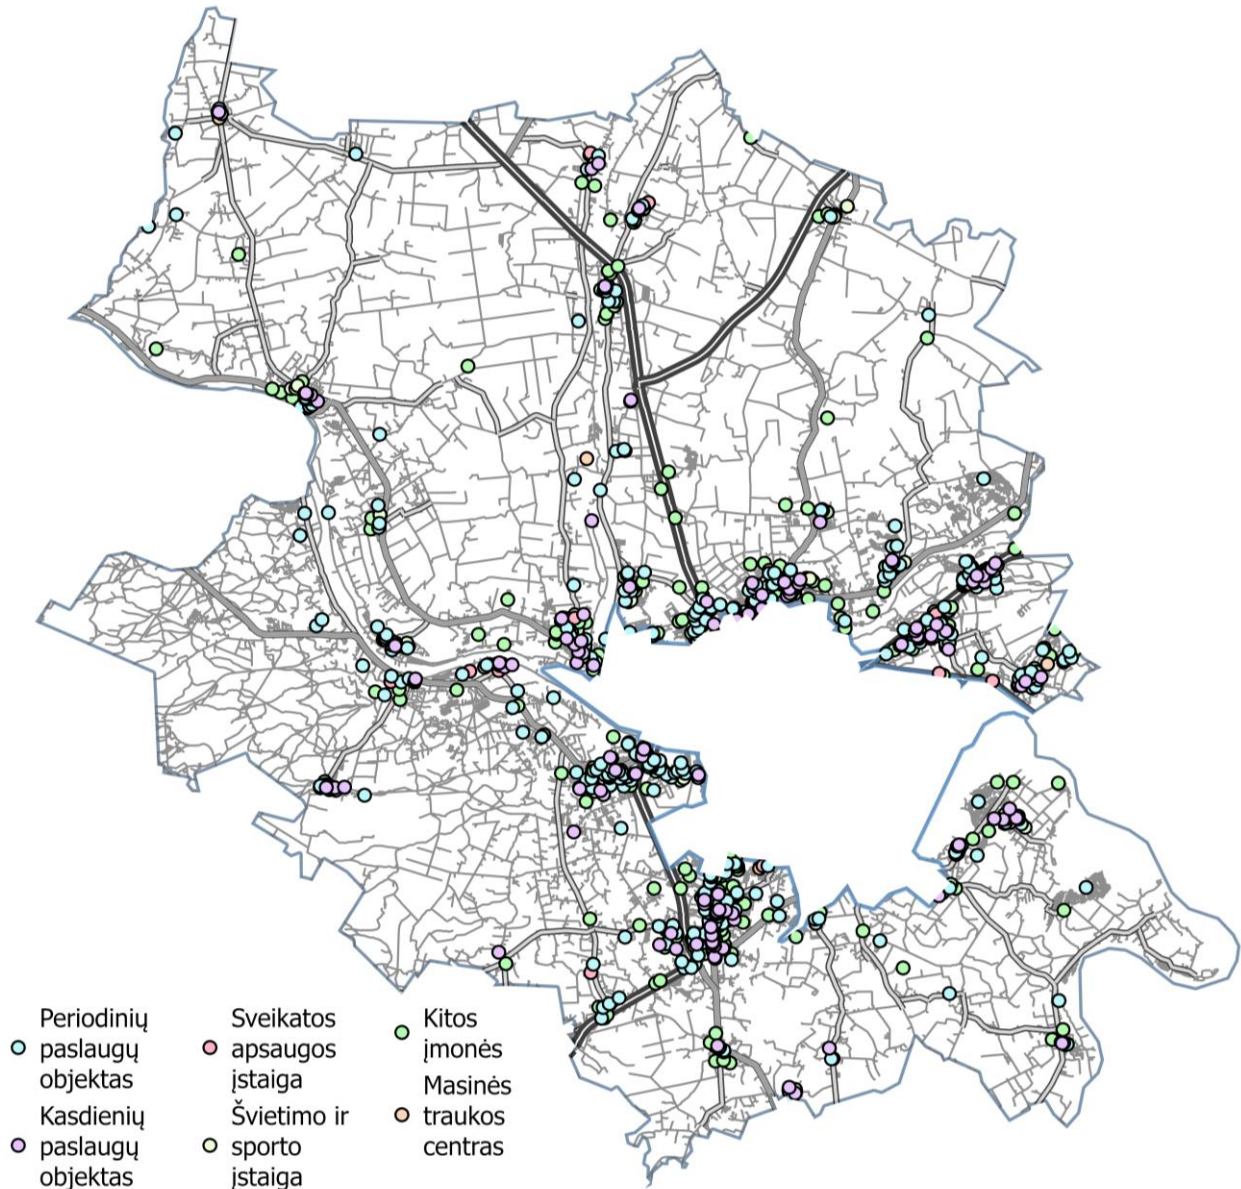 Periodinių
paslaugų
objektas
Kasdienių
paslaugų
objektas
Sveikatos
apsaugos
įstaiga
Švietimo ir
sporto
įstaiga
Kitos
įmonės
Masinės
traukos
centras